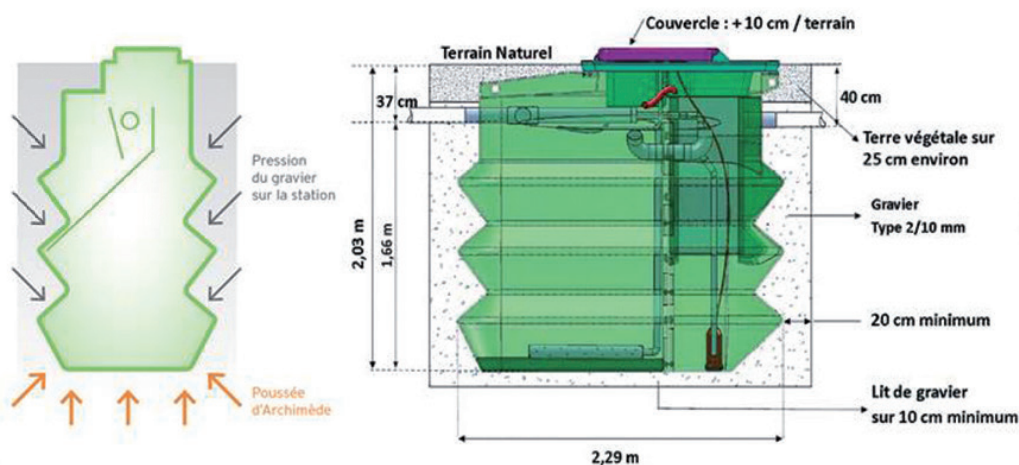 Pression
du gravier
sur la station
Poussée
d'Archimède
Couvercle : +10 cm / terrain
Terrain Naturel
37 cm
40 cm
Terre végétale sur
25 cm environ
Gravier
Type 2/10 mm
2,03 m
1,66 m
20 cm minimum
Lit de gravier
sur 10 cm minimum
2,29 m